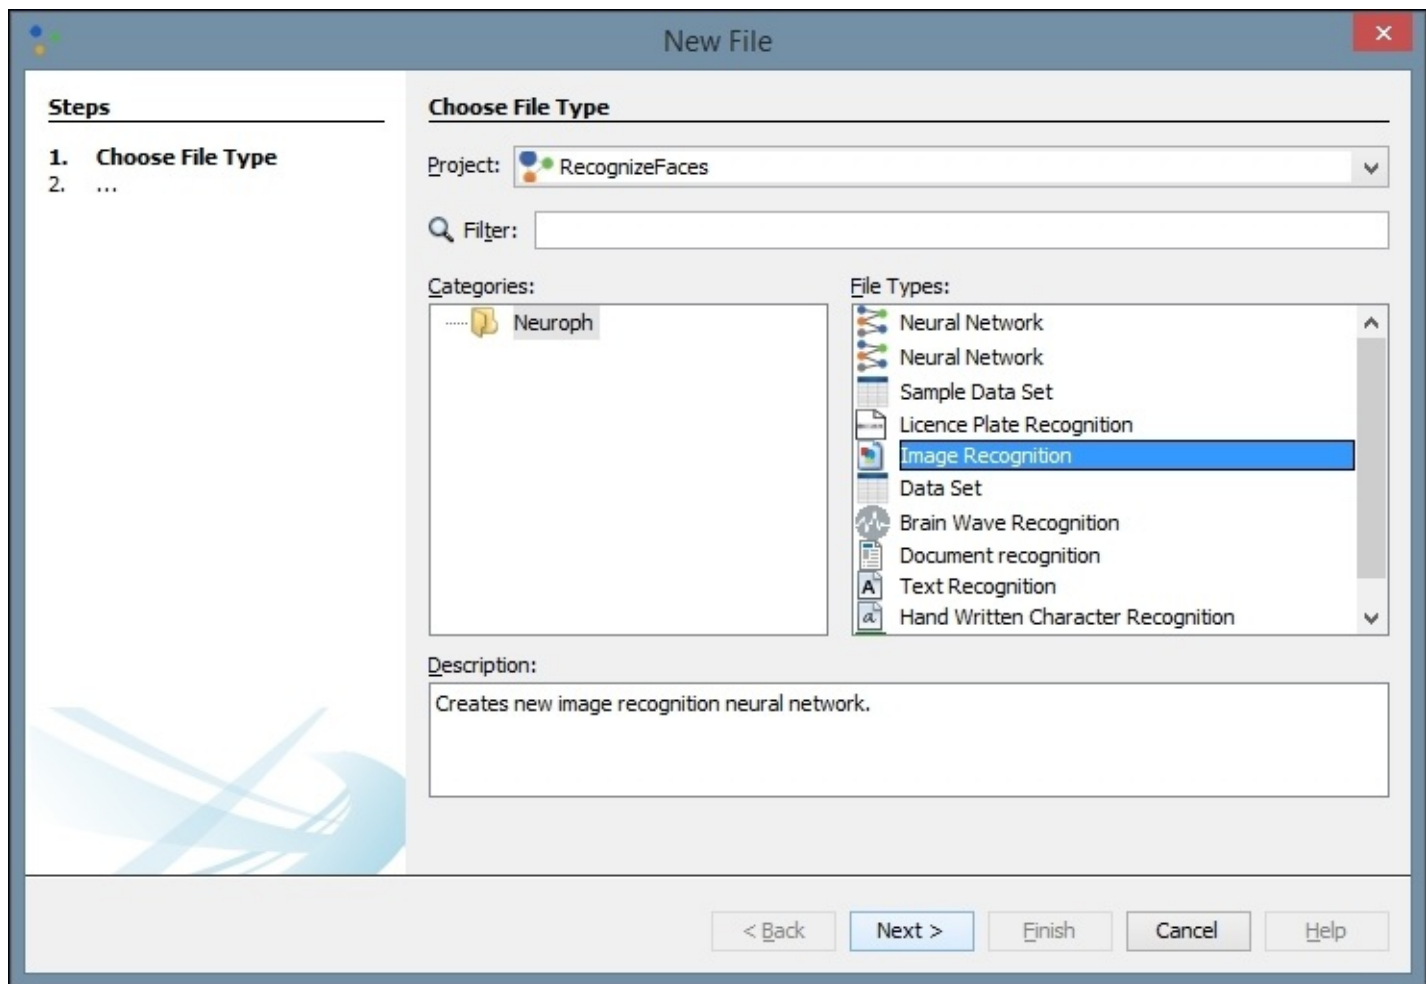 New File
Steps
1. Choose File Type
2. ...
Choose File Type
Project: RecognizeFaces
Filter:
Categories:
Neuroph
File Types:
Neural Network
Neural Network
Sample Data Set
Licence Plate Recognition
Image Recognition
Data Set
Brain Wave Recognition
Document recognition
Text Recognition
Hand Written Character Recognition
Description:
Creates new image recognition neural network.
< Back Next > Finish Cancel Help